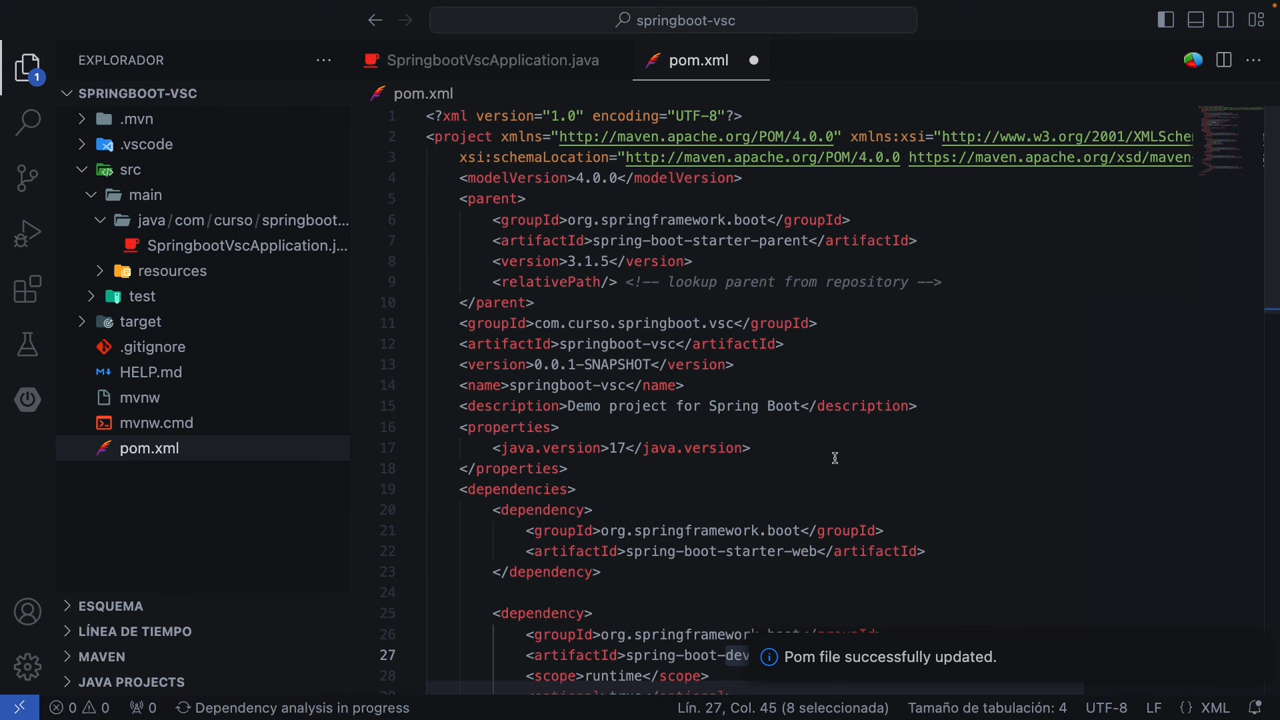 springboot-vsc
EXPLORADOR
SpringbootVscApplication.java
pom.xml
1
SPRINGBOOT-VSC
.mvn
.vscode
src
main
java/com/curso/springboot...
SpringbootVscApplication.j...
resources
test
target
.gitignore
M↓ HELP.md
mvnw
mvnw.cmd
pom.xml
ESQUEMA
LÍNEA DE TIEMPO
MAVEN
JAVA PROJECTS
pom.xml
1 <?xml version="1.0" encoding="UTF-8"?>
2 <project xmlns="http://maven.apache.org/POM/4.0.0" xmlns:xsi="http://www.w3.org/2001/XMLSche
3 xsi:schemaLocation="http://maven.apache.org/POM/4.0.0 https://maven.apache.org/xsd/maven
4 <modelVersion>4.0.0</modelVersion>
5 <parent>
6 <groupId>org.springframework.boot</groupId>
7 <artifactId>spring-boot-starter-parent</artifactId>
8 <version>3.1.5</version>
9 <relativePath/> <!-- lookup parent from repository -->
10 </parent>
11 <groupId>com.curso.springboot.vsc</groupId>
12 <artifactId>springboot-vsc</artifactId>
13 <version>0.0.1-SNAPSHOT</version>
14 <name>springboot-vsc</name>
15 <description>Demo project for Spring Boot</description>
16 <properties>
17 <java.version>17</java.version>
18 </properties>
19 <dependencies>
20 <dependency>
21 <groupId>org.springframework.boot</groupId>
22 <artifactId>spring-boot-starter-web</artifactId>
23 </dependency>
24
25 <dependency>
26 <groupId>org.springframework.boot</groupId>
27 <artifactId>spring-boot-dev
28 <scope>runtime</scope>
Pom file successfully updated.
0 0 0 Dependency analysis in progress
Lín. 27, Col. 45 (8 seleccionada) Tamaño de tabulación: 4 UTF-8 LF {} XML